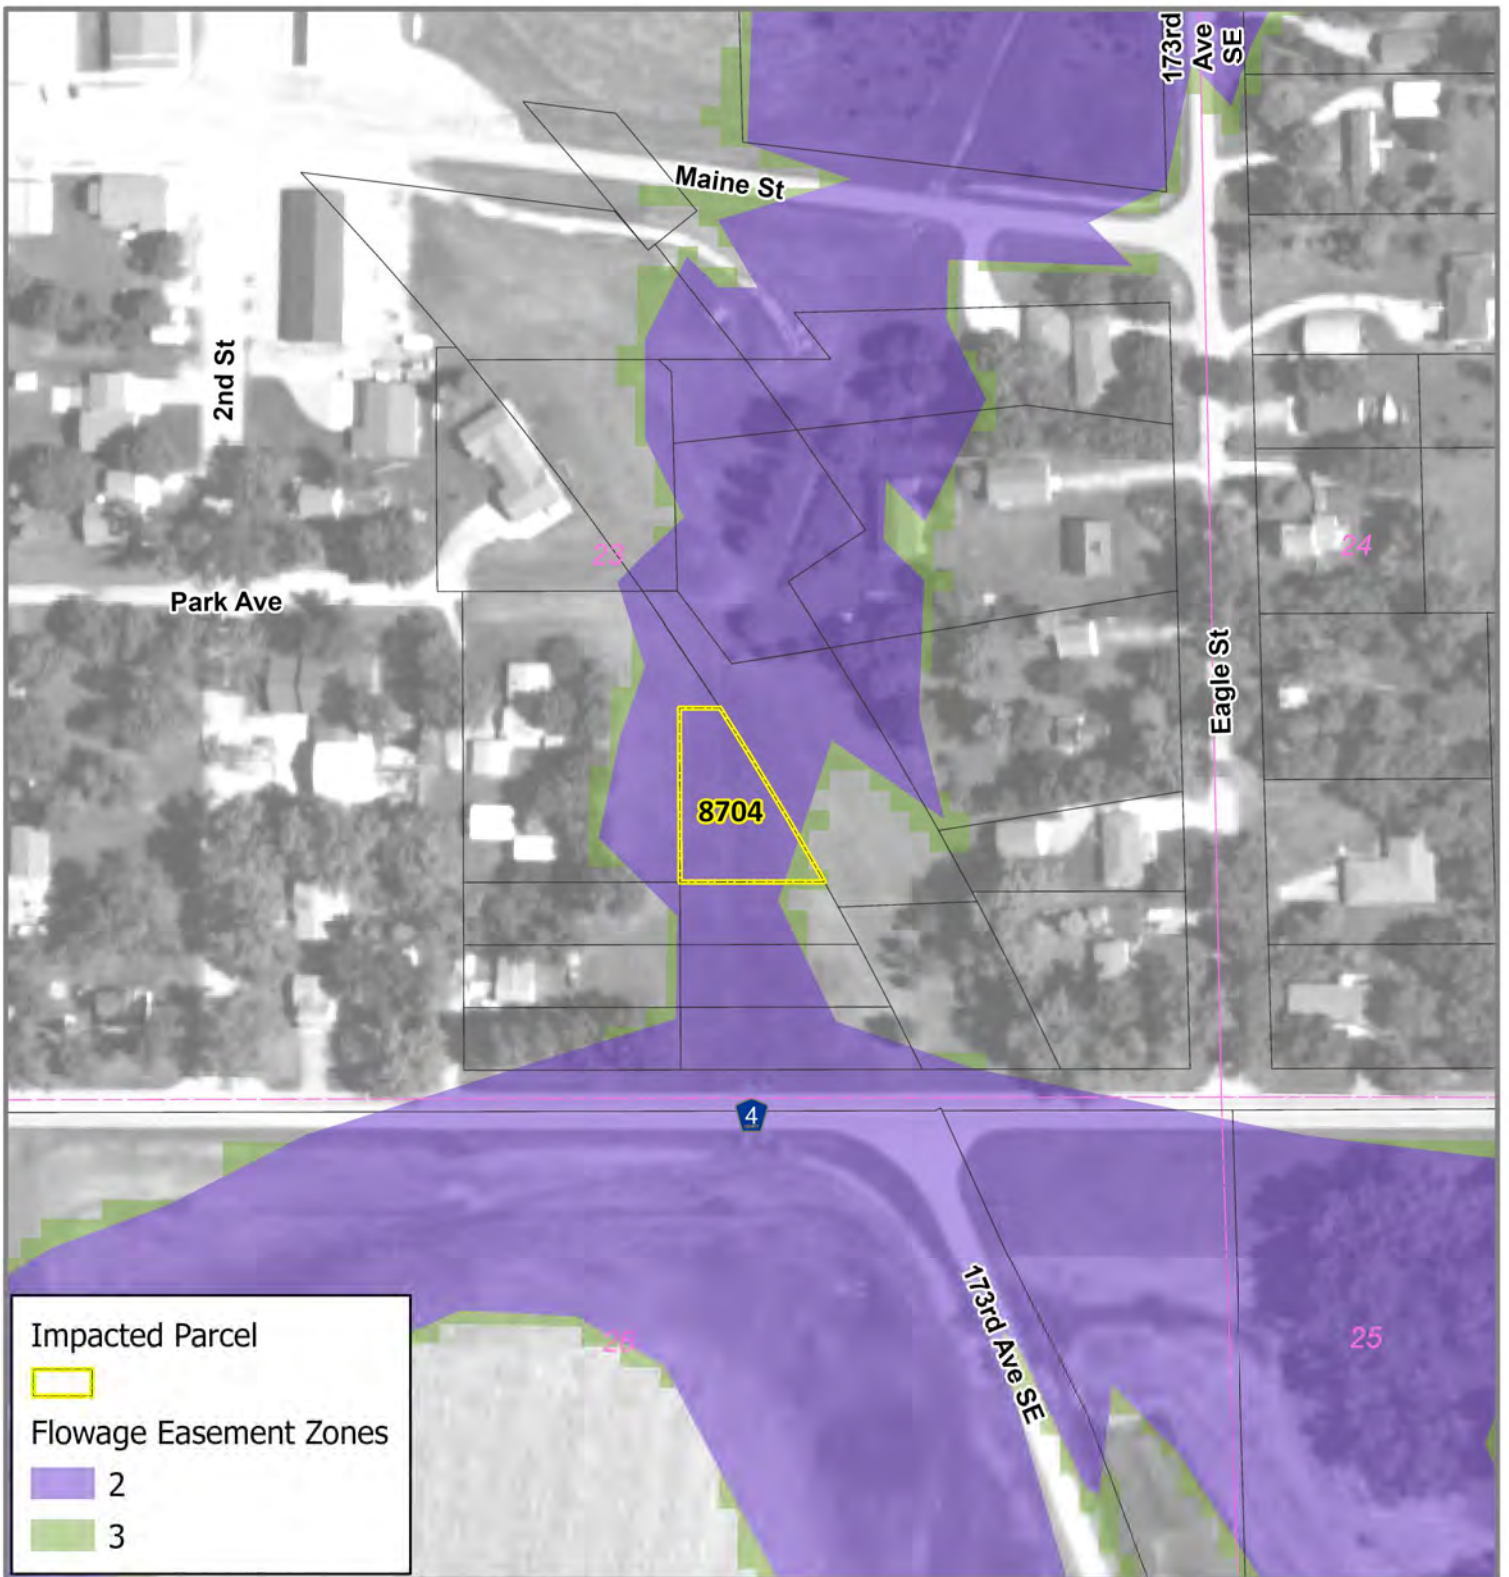 173rd
Ave
SE
Maine St
2nd St
23
24
Park Ave
Eagle St
8704
4
173rd Ave SE
26
25
Impacted Parcel
Flowage Easement Zones
2
3